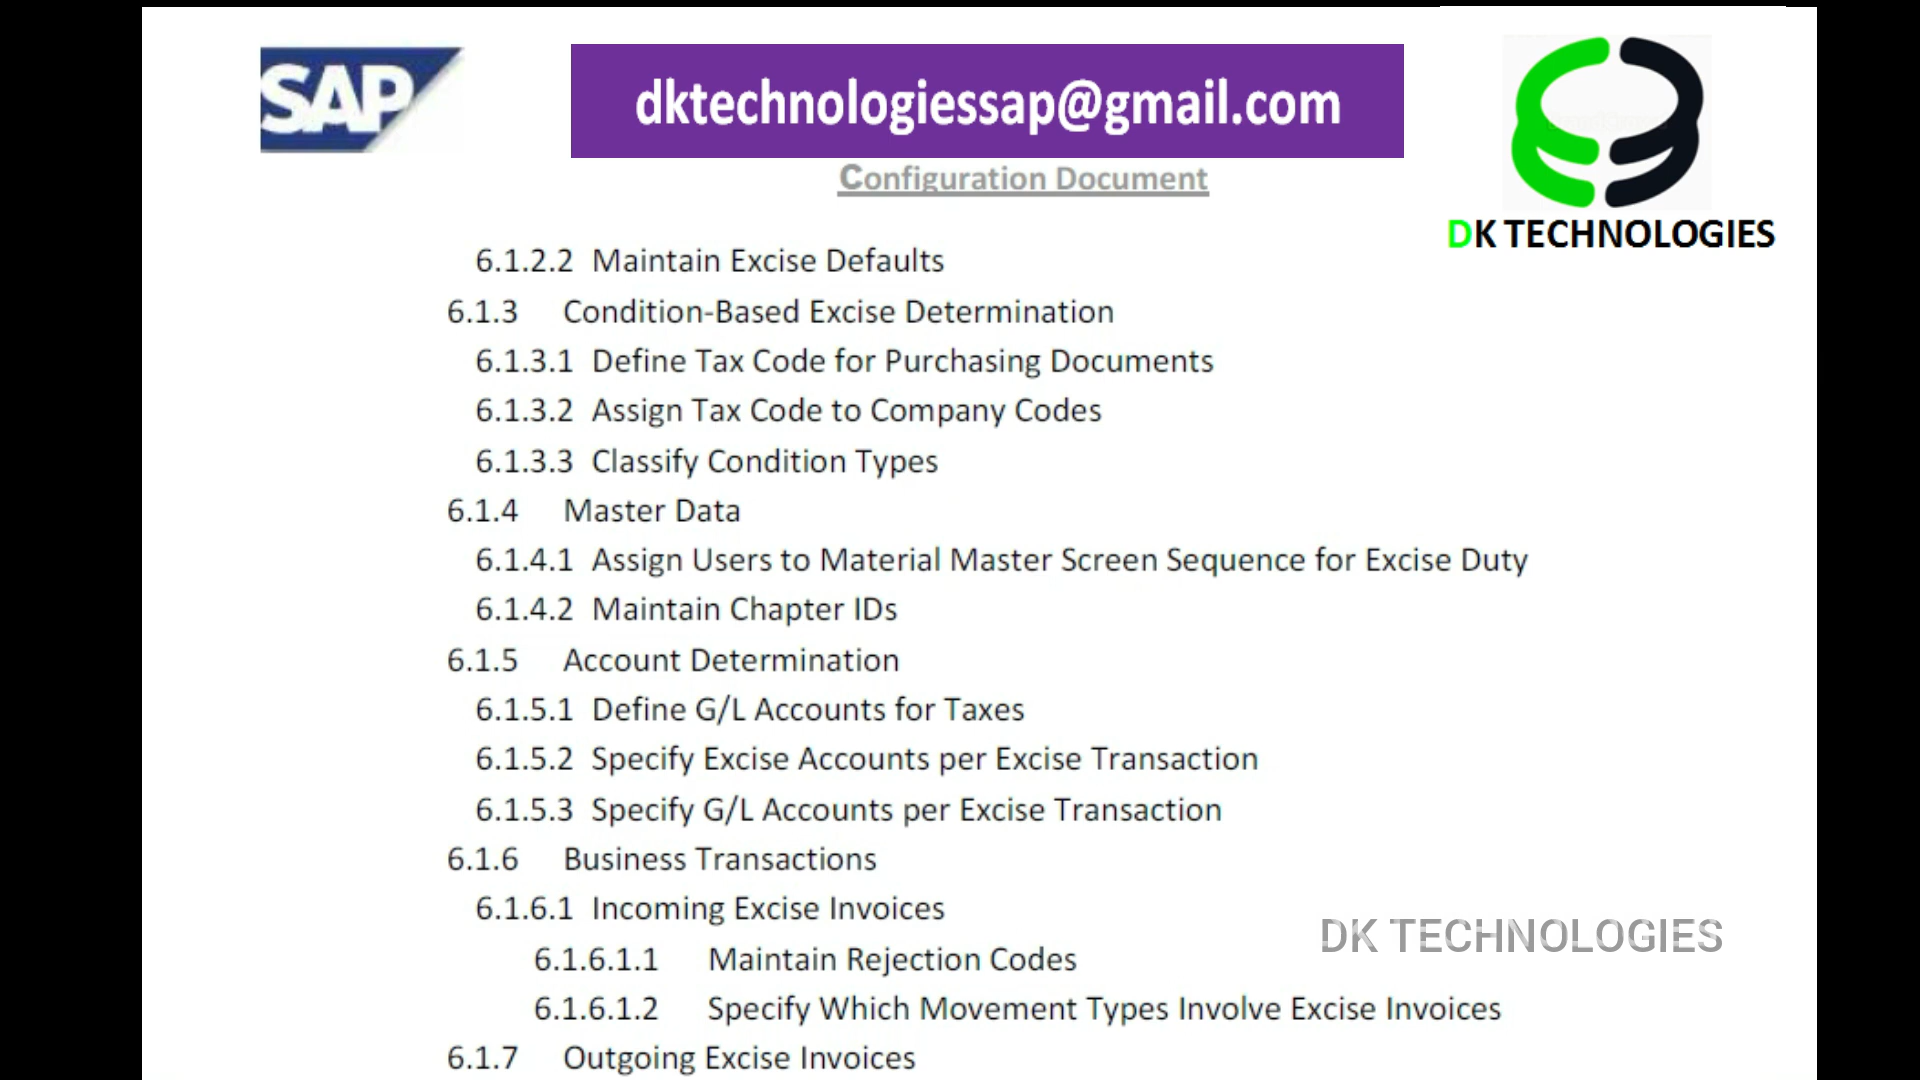 SAP
dktechnologiessap@gmail.com
Configuration Document
DK TECHNOLOGIES
6.1.2.2 Maintain Excise Defaults
6.1.3 Condition-Based Excise Determination
6.1.3.1 Define Tax Code for Purchasing Documents
6.1.3.2 Assign Tax Code to Company Codes
6.1.3.3 Classify Condition Types
6.1.4 Master Data
6.1.4.1 Assign Users to Material Master Screen Sequence for Excise Duty
6.1.4.2 Maintain Chapter IDs
6.1.5 Account Determination
6.1.5.1 Define G/L Accounts for Taxes
6.1.5.2 Specify Excise Accounts per Excise Transaction
6.1.5.3 Specify G/L Accounts per Excise Transaction
6.1.6 Business Transactions
6.1.6.1 Incoming Excise Invoices
DK TECHNOLOGIES
6.1.6.1.1 Maintain Rejection Codes
6.1.6.1.2 Specify Which Movement Types Involve Excise Invoices
6.1.7 Outgoing Excise Invoices